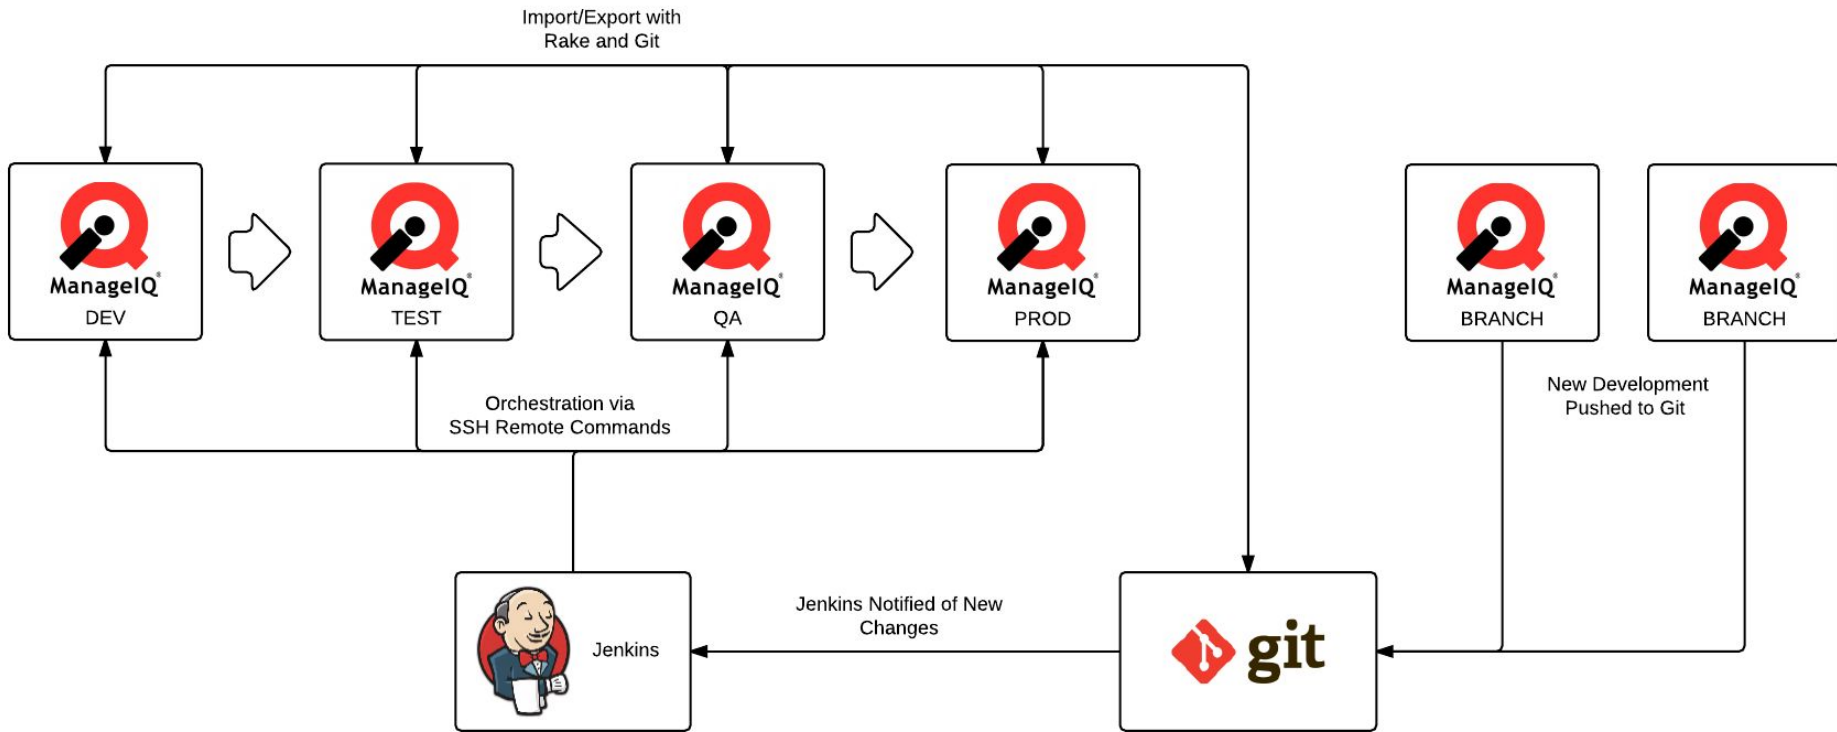 Import/Export with
Rake and Git
ManageIQ®
DEV
ManageIQ®
TEST
ManageIQ®
QA
ManageIQ®
PROD
ManageIQ®
BRANCH
ManageIQ®
BRANCH
Orchestration via
SSH Remote Commands
New Development
Pushed to Git
Jenkins
Jenkins Notified of New
Changes
git